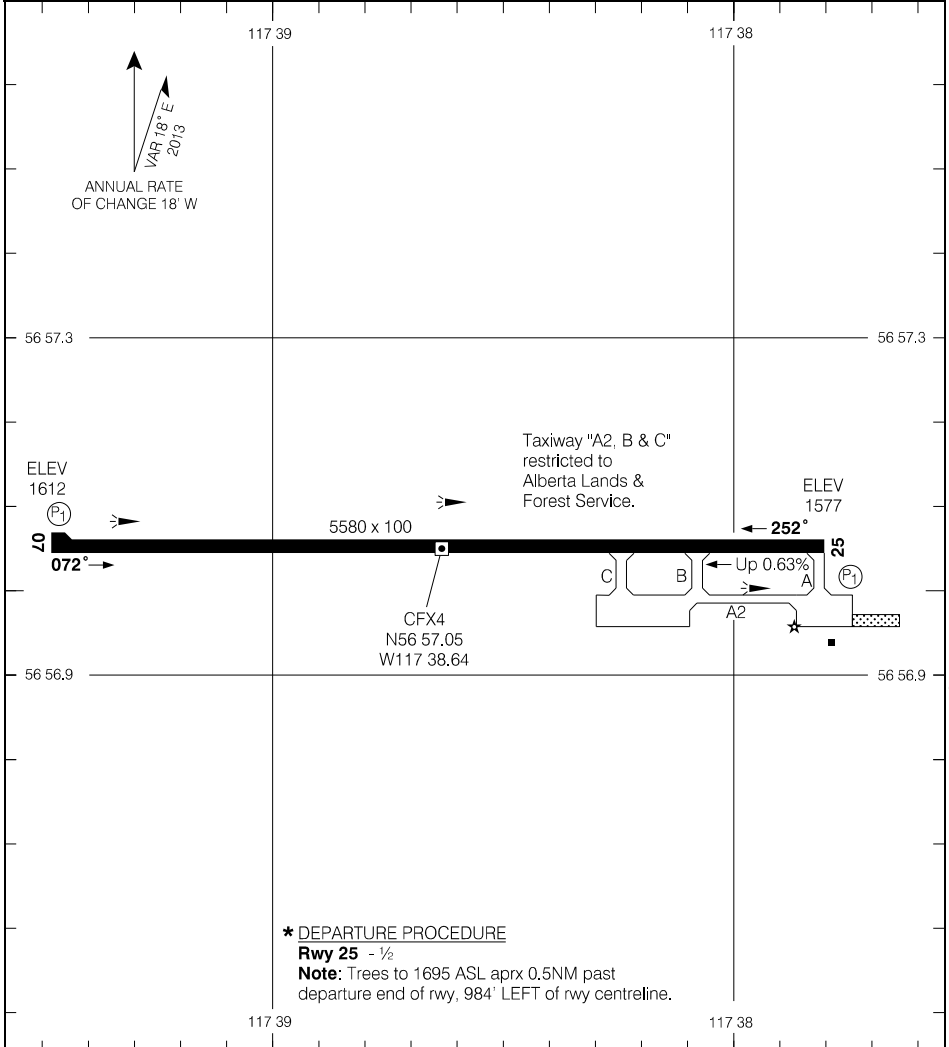 117 39
117 38
VAR 18° E
2013
ANNUAL RATE
OF CHANGE 18' W
56 57.3
56 57.3
Taxiway "A2, B & C"
restricted to
Alberta Lands &
Forest Service.
ELEV
1612
P1
ELEV
1577
5580 x 100
252°
07
25
072°
C
B
Up 0.63%
A
P1
A2
CFX4
N56 57.05
W117 38.64
56 56.9
56 56.9
* DEPARTURE PROCEDURE
Rwy 25 - ½
Note: Trees to 1695 ASL aprx 0.5NM past
departure end of rwy, 984' LEFT of rwy centreline.
117 39
117 38